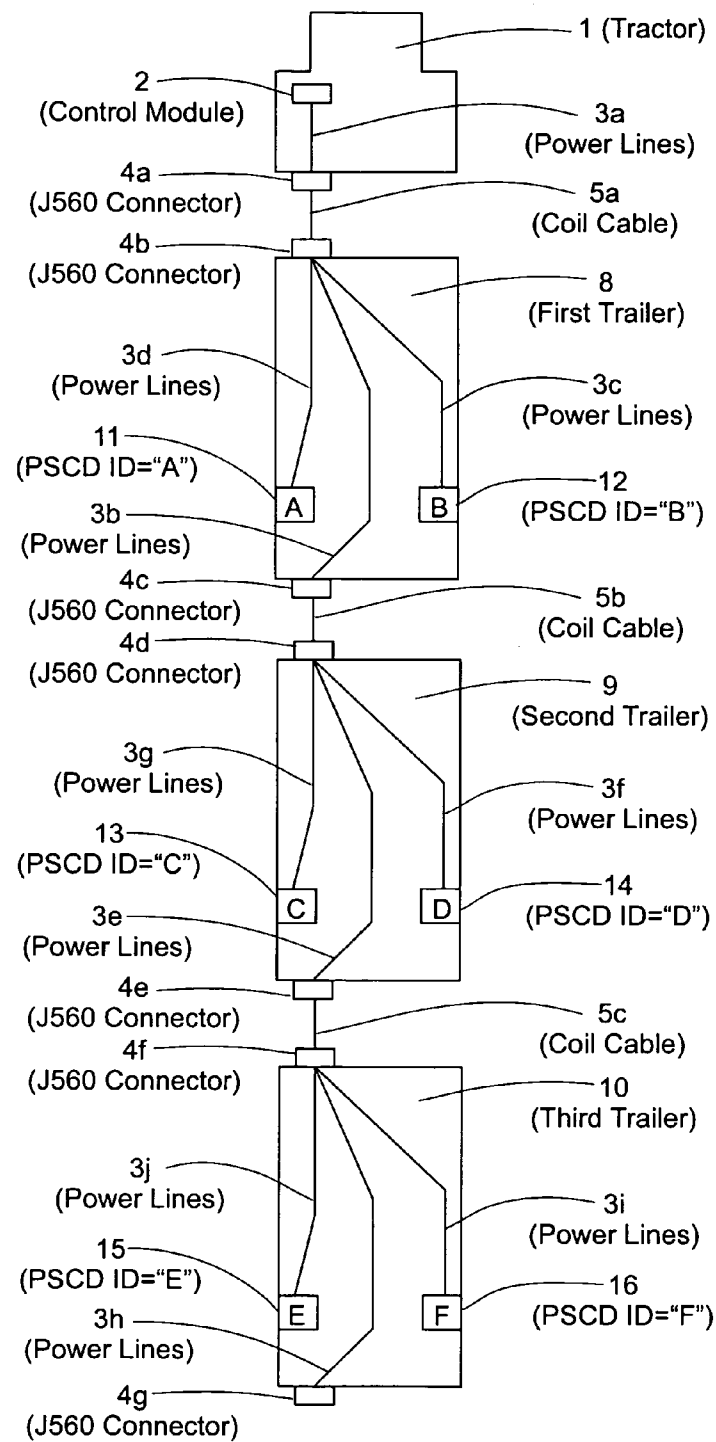 1 (Tractor)
2
(Control Module)
3a
(Power Lines)
4a
(J560 Connector)
5a
(Coil Cable)
4b
(J560 Connector)
8
(First Trailer)
3d
(Power Lines)
3c
(Power Lines)
11
(PSCD ID=“A”)
A
B
12
(PSCD ID=“B”)
3b
(Power Lines)
4c
(J560 Connector)
5b
(Coil Cable)
4d
(J560 Connector)
9
(Second Trailer)
3g
(Power Lines)
3f
(Power Lines)
13
(PSCD ID=“C”)
C
D
14
(PSCD ID=“D”)
3e
(Power Lines)
4e
(J560 Connector)
5c
(Coil Cable)
4f
(J560 Connector)
10
(Third Trailer)
3j
(Power Lines)
3i
(Power Lines)
15
(PSCD ID=“E”)
E
F
16
(PSCD ID=“F”)
3h
(Power Lines)
4g
(J560 Connector)